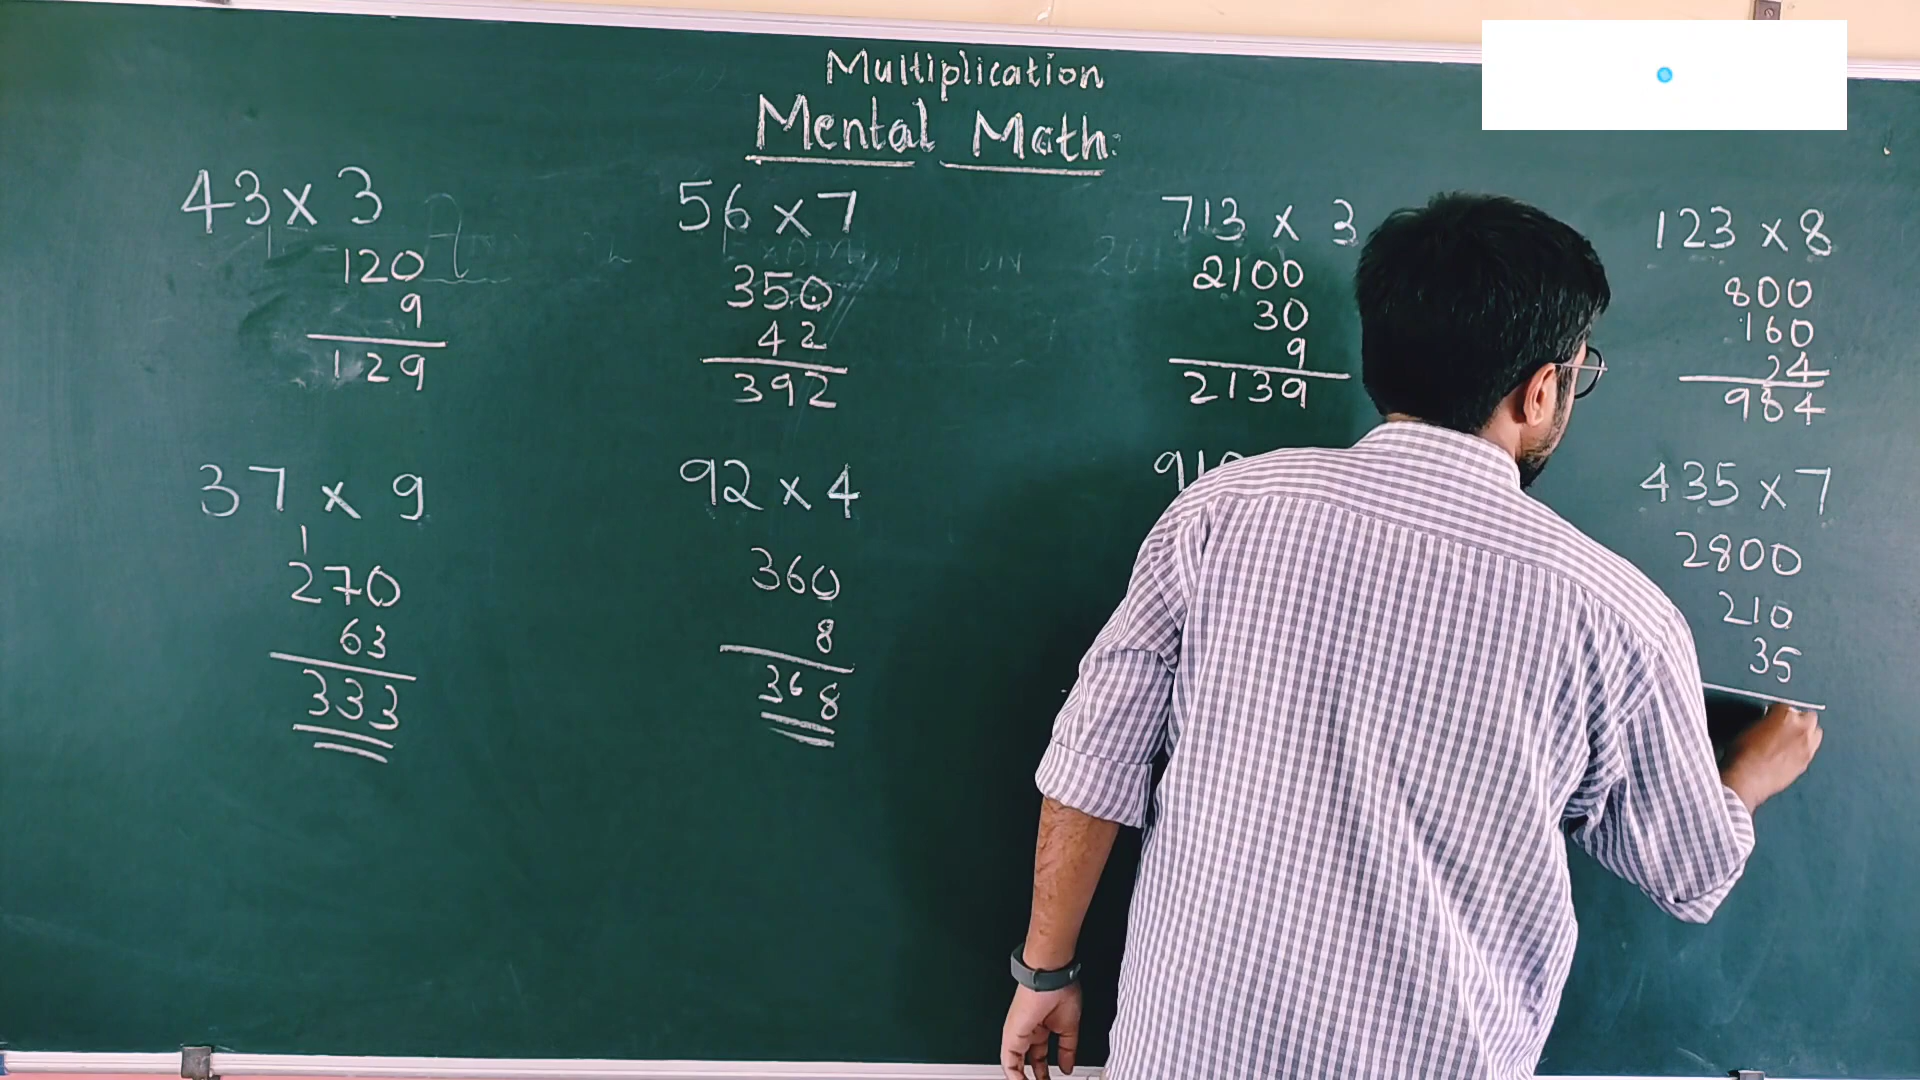 Multiplication
Mental Math:
43 x 3
120
9
129
56 x 7
350
42
392
713 x 3
2100
30
9
2139
123 x 8
800
160
24
984
37 x 9
1
270
63
333
92 x 4
360
8
368
435 x 7
2800
210
35